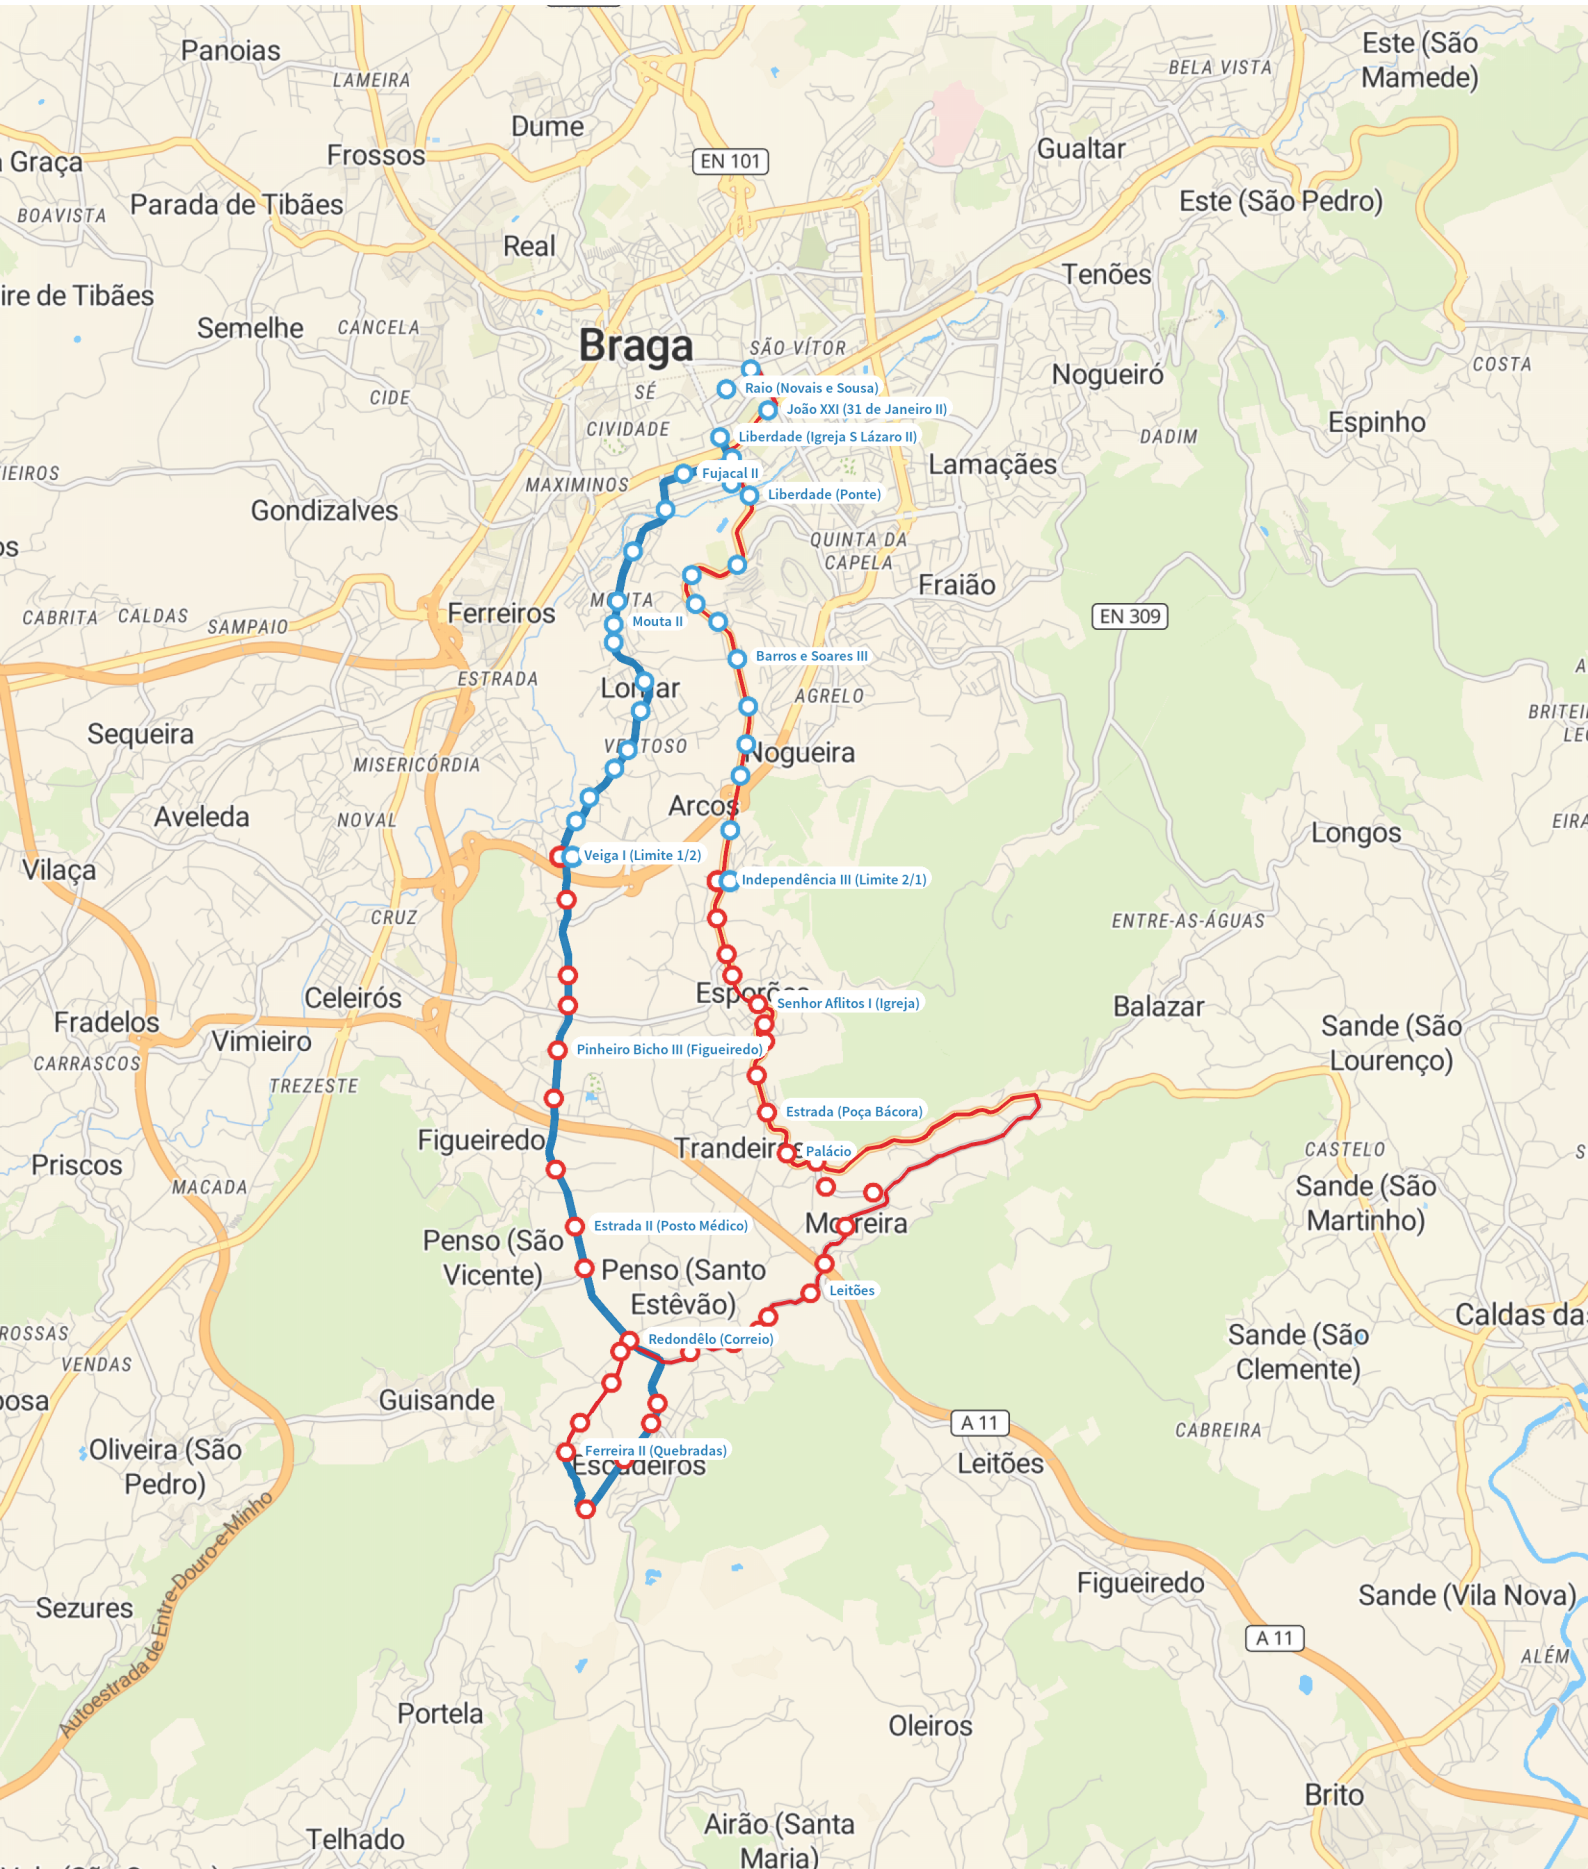 Panoias
LAMEIRA
Este (São
Mamede)
BELA VISTA
Dume
Frossos
EN 101
Gualtar
Graça
BOAVISTA
Parada de Tibães
Este (São Pedro)
Real
Tenões
ire de Tibães
Semelhe
CANCELA
Braga
SÃO VÍTOR
COSTA
Nogueiró
SÉ
Raio (Novais e Sousa)
CIDE
João XXI (31 de Janeiro II)
Espinho
CIVIDADE
Liberdade (Igreja S Lázaro II)
DADIM
IEIROS
Fujacal II
Lamaçães
MAXIMINOS
Liberdade (Ponte)
Gondizalves
QUINTA DA
CAPELA
os
Fraião
CABRITA
CALDAS
SAMPAIO
Ferreiros
Mouta II
EN 309
Barros e Soares III
ESTRADA
Lomar
AGRELO
BRITEI
LE
Sequeira
MISERICÓRDIA
Nogueira
Arcos
Aveleda
NOVAL
Longos
EIRA
Vilaça
Veiga I (Limite 1/2)
Independência III (Limite 2/1)
CRUZ
ENTRE-AS-ÁGUAS
Celeirós
Esporões
Senhor Aflitos I (Igreja)
Balazar
Fradelos
Vimieiro
Sande (São
Lourenço)
CARRASCOS
Pinheiro Bicho III (Figueiredo)
TREZESTE
Estrada (Poça Bácora)
Figueiredo
Trandeiras
Palácio
CASTELO
Priscos
MACADA
Sande (São
Martinho)
Estrada II (Posto Médico)
Morreira
Penso (São
Vicente)
Penso (Santo
Estêvão)
Leitões
Caldas das
ROSSAS
VENDAS
Redondêlo (Correio)
Sande (São
Clemente)
osa
Guisande
A 11
CABREIRA
Oliveira (São
Pedro)
Ferreira II (Quebradas)
Escudeiros
Leitões
Autoestrada de Entre-Douro-e-Minho
Figueiredo
Sande (Vila Nova)
Sezures
A 11
ALÉM
Portela
Oleiros
Brito
Telhado
Airão (Santa
Maria)